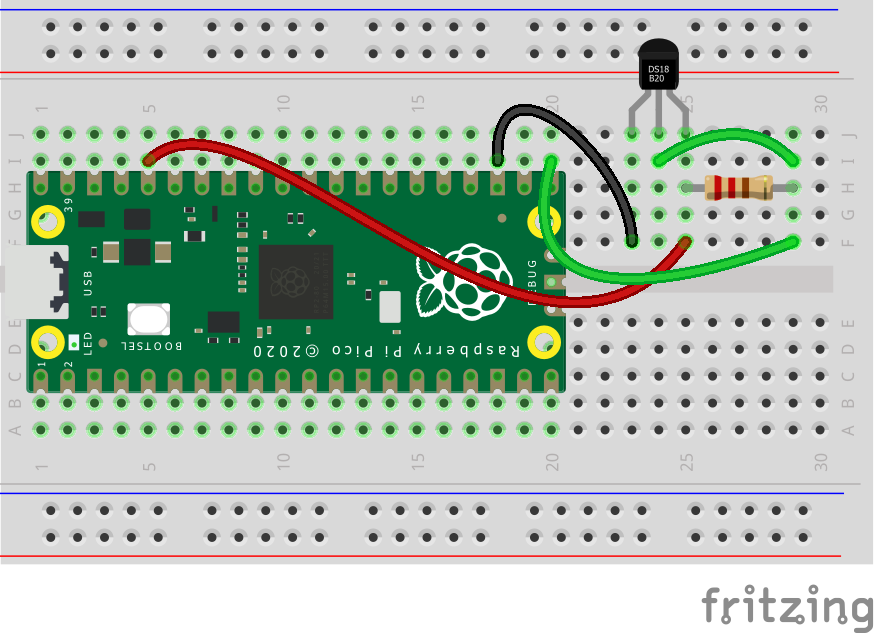 DS18
B20
1 5 10 15 20 25 30
J J
I I
H H
G G
F F
39
USB
DEBUG
LED
BOOTSEL
Raspberry Pi Pico ©2020
1
2
E E
D D
C C
B B
A A
1 5 10 15 20 25 30
fritzing